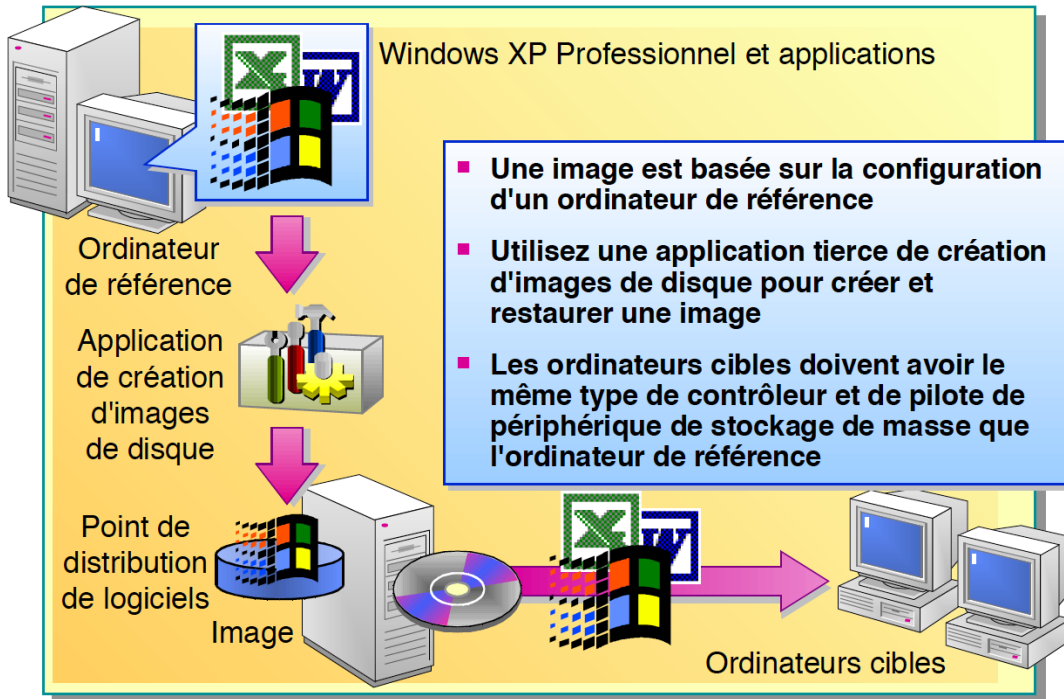 Windows XP Professionnel et applications
Une image est basée sur la configuration
d'un ordinateur de référence
Utilisez une application tierce de création
d'images de disque pour créer et
restaurer une image
Les ordinateurs cibles doivent avoir le
même type de contrôleur et de pilote de
périphérique de stockage de masse que
l'ordinateur de référence
Ordinateur
de référence
Application
de création
d'images
de disque
Point de
distribution
de logiciels
Image
Ordinateurs cibles